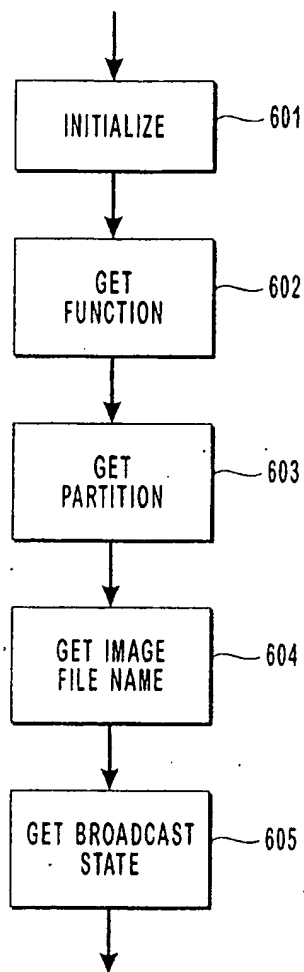 INITIALIZE
601
GET
FUNCTION
602
GET
PARTITION
603
GET IMAGE
FILE NAME
604
GET BROADCAST
STATE
605